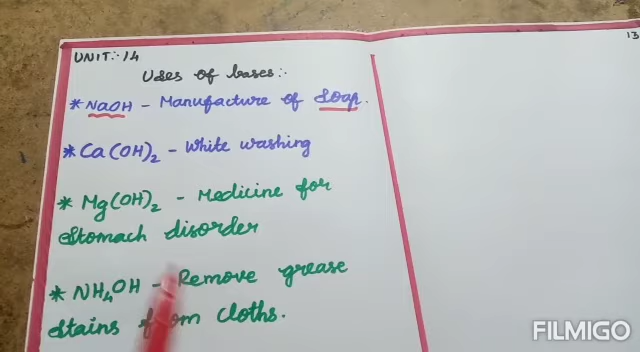 UNIT:-14
13
Uses of bases:-
*NaOH - Manufacture of Soap.
*Ca(OH)2 - White washing
* Mg(OH)2 - Medicine for
Stomach disorder
* NH4OH - Remove grease
Stains from cloths.
FILMIGO